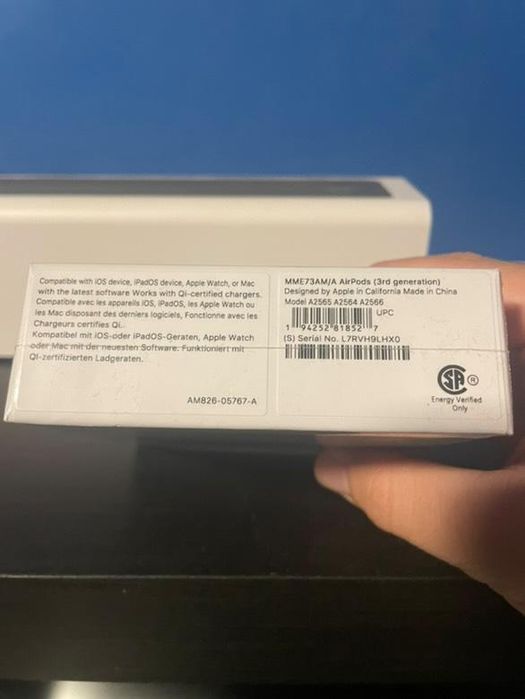 Compatible with iOS device, iPadOS device, Apple Watch, or Mac
with the latest software Works with Qi-certified chargers.
Compatible avec les appareils iOS, iPadOS, les Apple Watch ou
les Mac disposant des derniers logiciels, Fonctionne avec les
Chargeurs certifies Qi.
Kompatibel mit iOS-oder iPadOS-Geraten, Apple Watch
oder Mac mit der neuesten Software. Funktioniert mit
QI-zertifizierten Ladgeraten.
AM826-05767-A
MME73AM/A AirPods (3rd generation)
Designed by Apple in California Made in China
Model A2565 A2564 A2566
UPC
1 94252 81852 7
(S) Serial No. L7RVH9LHX0
SA ®
Energy Verified
Only